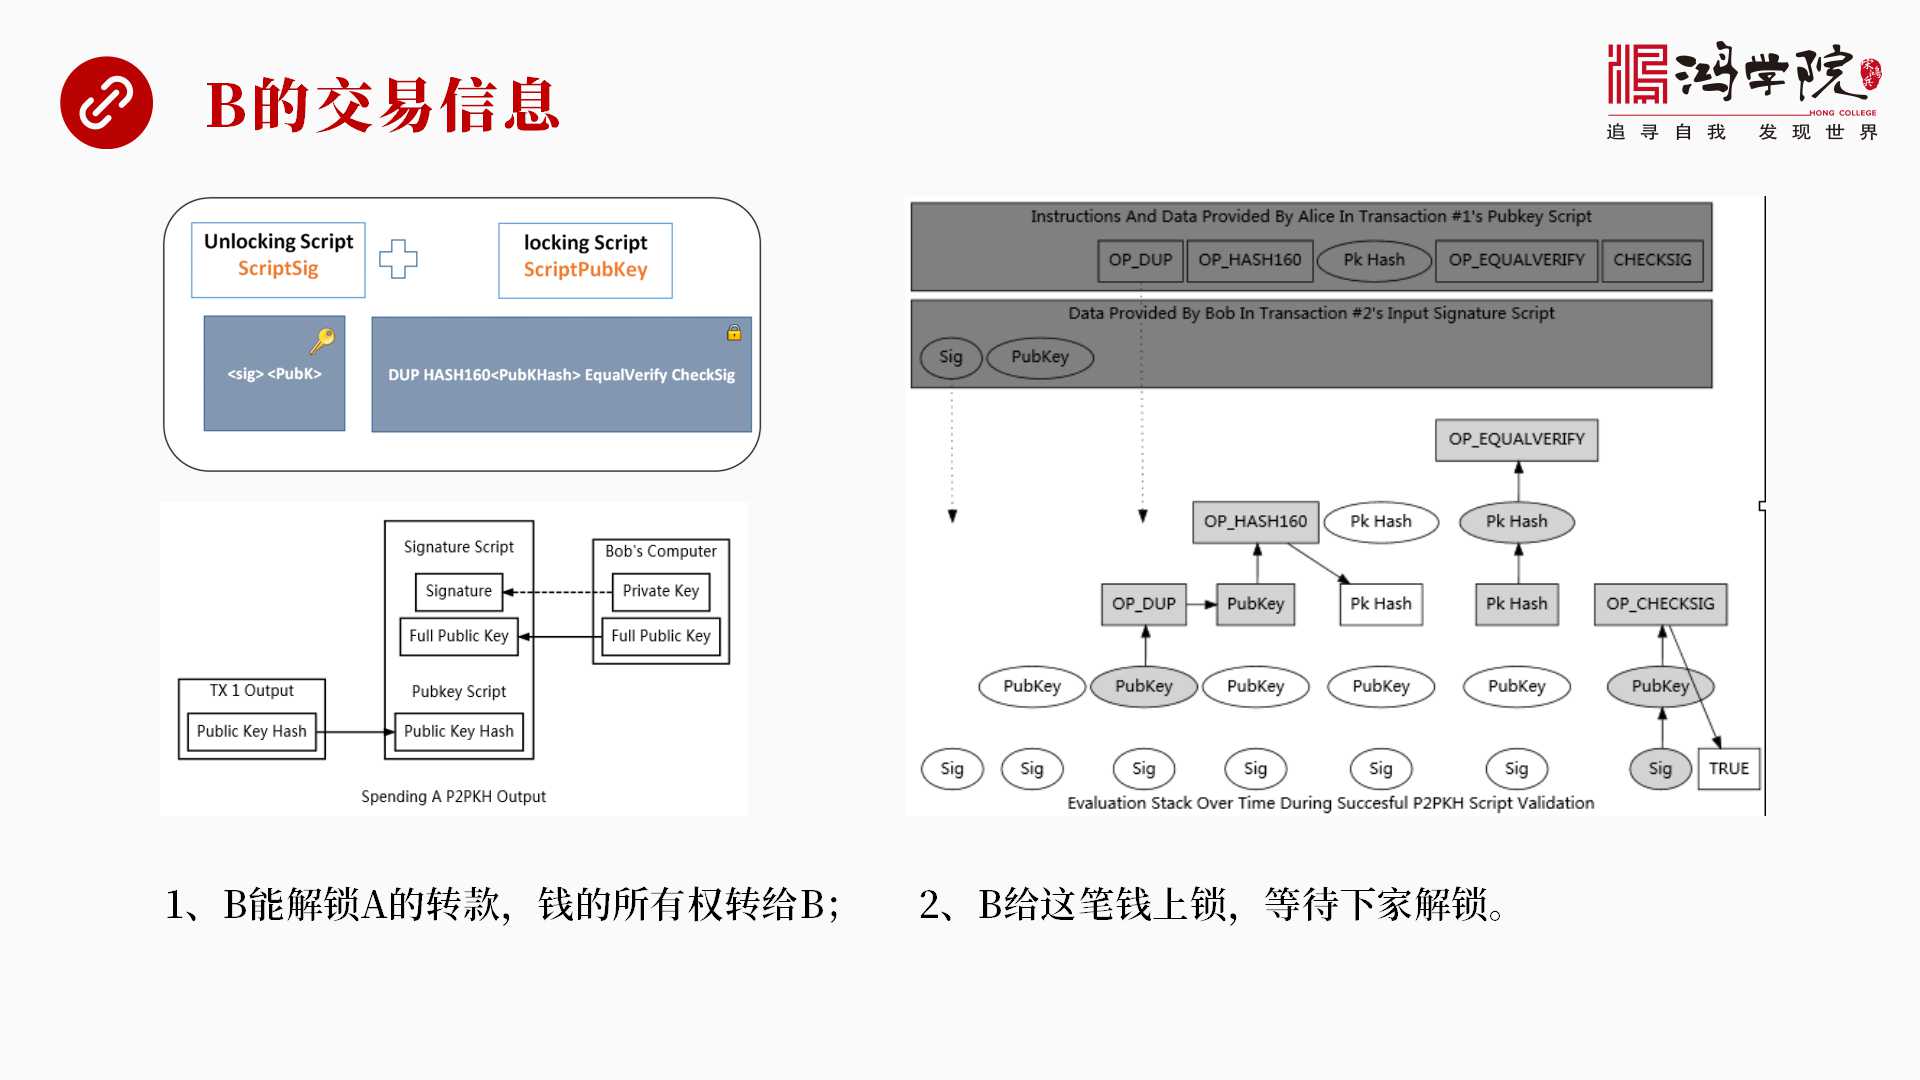 B的交易信息
鸿学院
HONG COLLEGE
追寻自我 发现世界
Unlocking Script
ScriptSig
locking Script
ScriptPubKey
<sig> <PubK>
DUP HASH160<PubKHash> EqualVerify CheckSig
Signature Script
Signature
Full Public Key
Pubkey Script
Public Key Hash
Bob's Computer
Private Key
Full Public Key
TX 1 Output
Public Key Hash
Spending A P2PKH Output
Instructions And Data Provided By Alice In Transaction #1's Pubkey Script
OP_DUP OP_HASH160 Pk Hash OP_EQUALVERIFY CHECKSIG
Data Provided By Bob In Transaction #2's Input Signature Script
Sig PubKey
OP_EQUALVERIFY
OP_HASH160 Pk Hash Pk Hash
OP_DUP PubKey Pk Hash Pk Hash OP_CHECKSIG
PubKey PubKey PubKey PubKey PubKey PubKey
Sig Sig Sig Sig Sig Sig Sig TRUE
Evaluation Stack Over Time During Succesful P2PKH Script Validation
1、B能解锁A的转款，钱的所有权转给B；
2、B给这笔钱上锁，等待下家解锁。